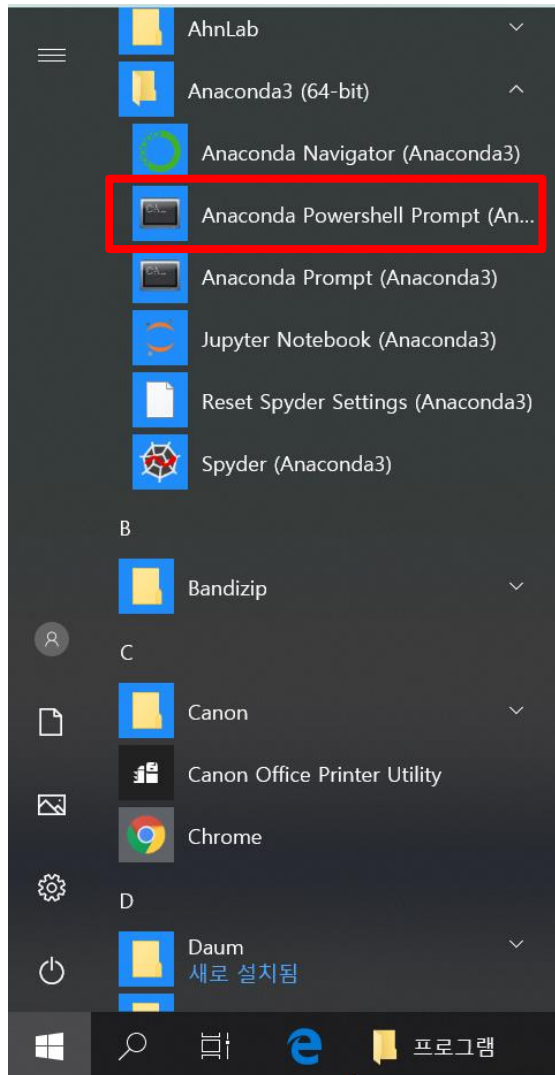 AhnLab
Anaconda3 (64-bit)
Anaconda Navigator (Anaconda3)
Anaconda Powershell Prompt (An...
Anaconda Prompt (Anaconda3)
Jupyter Notebook (Anaconda3)
Reset Spyder Settings (Anaconda3)
Spyder (Anaconda3)
B
Bandizip
C
Canon
Canon Office Printer Utility
Chrome
D
Daum
새로 설치됨
프로그램